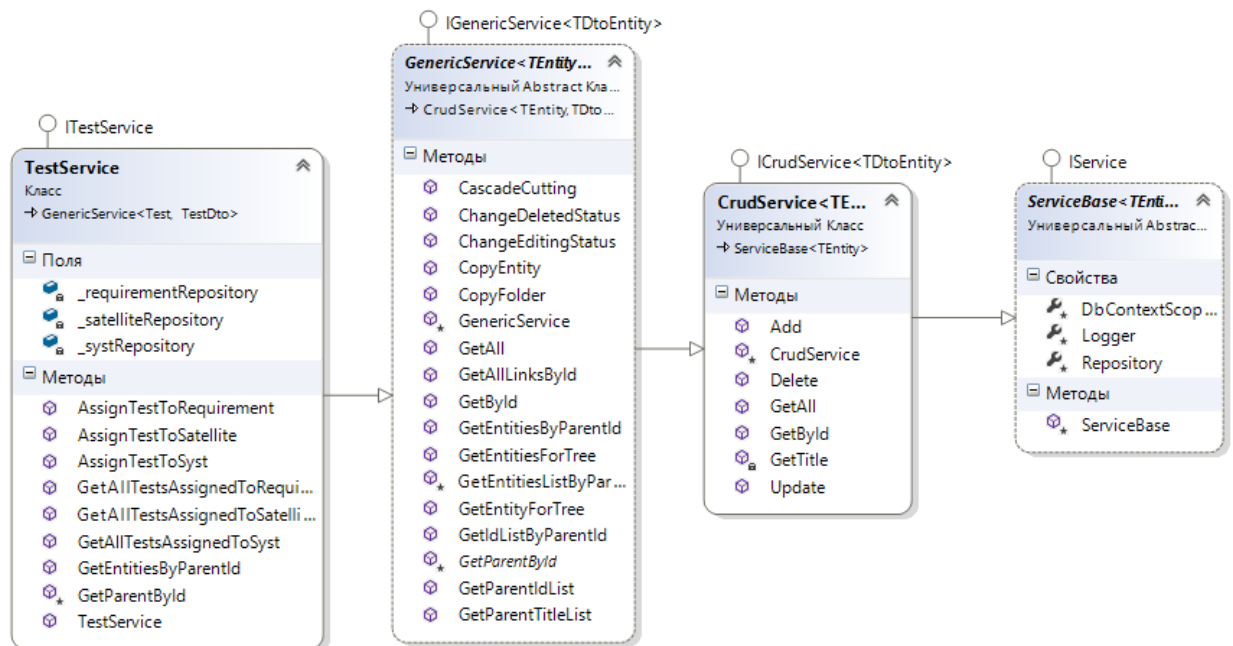 ITestService
TestService
Класс
GenericService<Test, TestDto>
Поля
_requirementRepository
_satelliteRepository
_systRepository
Методы
AssignTestToRequirement
AssignTestToSatellite
AssignTestToSyst
GetAllTestsAssignedToRequi...
GetAllTestsAssignedToSatelli...
GetAllTestsAssignedToSyst
GetEntitiesByParentId
GetParentById
TestService
IGenericService<TDtoEntity>
GenericService<TEntity...
Универсальный Abstract Кла...
CrudService<TEntity, TDto...
Методы
CascadeCutting
ChangeDeletedStatus
ChangeEditingStatus
CopyEntity
CopyFolder
GenericService
GetAll
GetAllLinksById
GetById
GetEntitiesByParentId
GetEntitiesForTree
GetEntitiesListByPar...
GetEntityForTree
GetIdListByParentId
GetParentById
GetParentIdList
GetParentTitleList
ICrudService<TDtoEntity>
CrudService<TE...
Универсальный Класс
ServiceBase<TEntity>
Методы
Add
CrudService
Delete
GetAll
GetById
GetTitle
Update
IService
ServiceBase<TEnti...
Универсальный Abstrac...
Свойства
DbContextScop...
Logger
Repository
Методы
ServiceBase